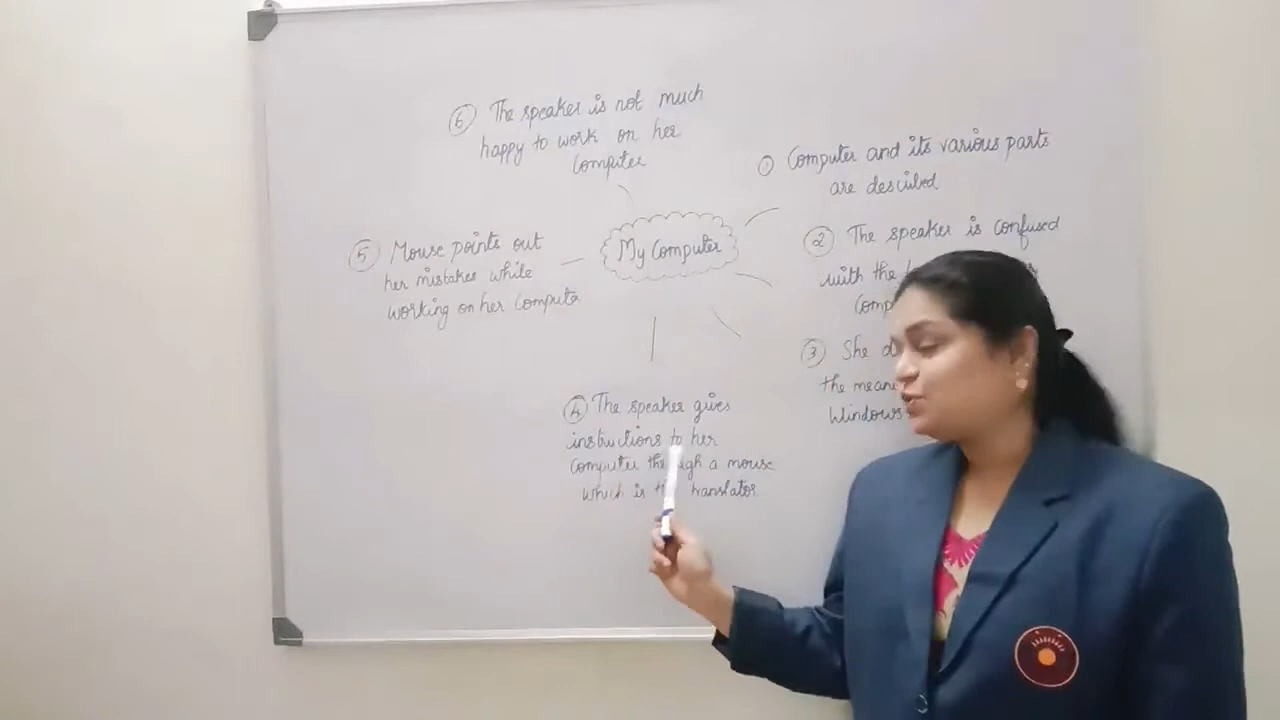 My Computer
① Computer and its various parts
are described
② The speaker is confused
with the
③ She
the
Windows
④ The speaker gives
instructions to her
computer through a mouse
which is the translator
⑤ Mouse points out
her mistakes while
working on her Computer
⑥ The speaker is not much
happy to work on her
Computer